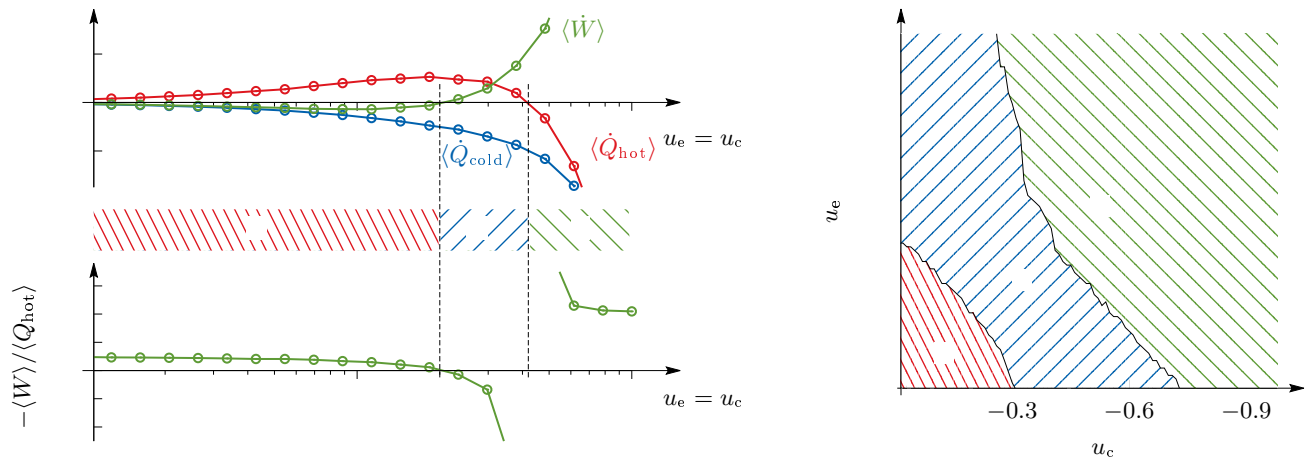 ⟨Ẇ⟩
u_e = u_c
⟨Q̇_cold⟩
⟨Q̇_hot⟩
−⟨W⟩/⟨Q_hot⟩
u_e = u_c
u_e
−0.3
−0.6
−0.9
u_c